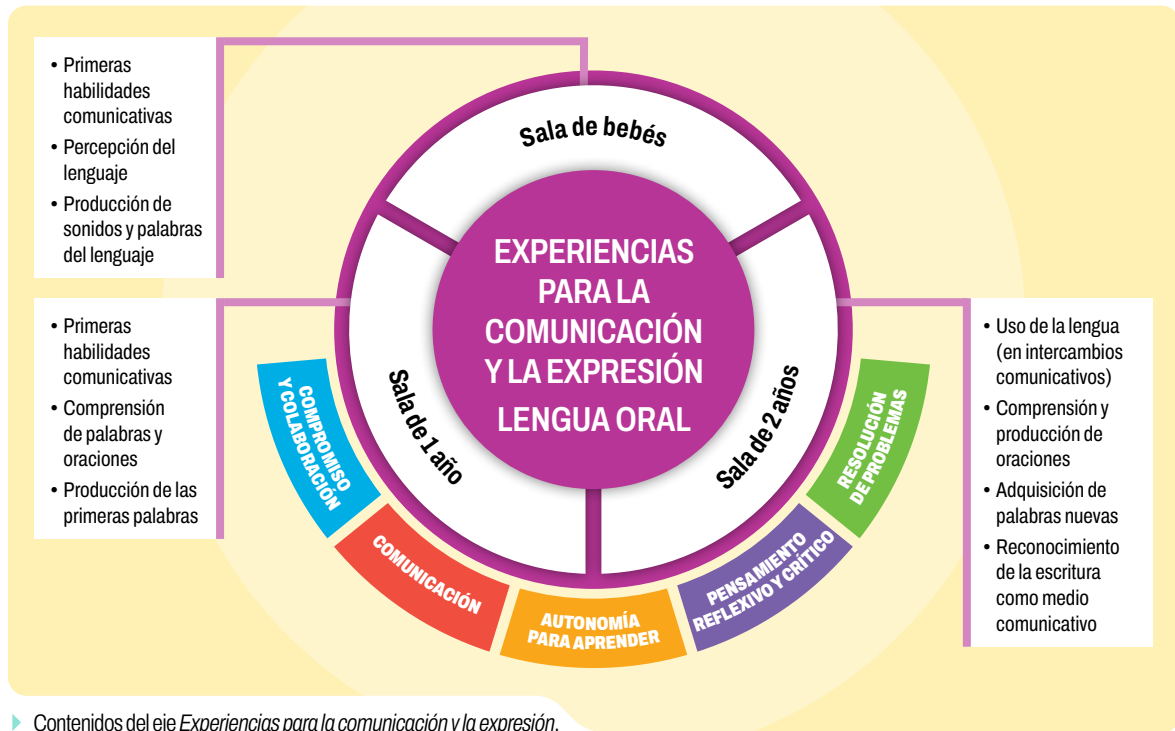 • Primeras
habilidades
comunicativas
• Percepción del
lenguaje
• Producción de
sonidos y palabras
del lenguaje
• Primeras
habilidades
comunicativas
• Comprensión
de palabras y
oraciones
• Producción de las
primeras palabras
Sala de bebés
EXPERIENCIAS
PARA LA
COMUNICACIÓN
Y LA EXPRESIÓN
LENGUA ORAL
Sala de 1 año
Sala de 2 años
• Uso de la lengua
(en intercambios
comunicativos)
• Comprensión y
producción de
oraciones
• Adquisición de
palabras nuevas
• Reconocimiento
de la escritura
como medio
comunicativo
COMPROMISO
Y COLABORACIÓN
COMUNICACIÓN
AUTONOMÍA
PARA APRENDER
PENSAMIENTO
REFLEXIVO Y CRÍTICO
RESOLUCIÓN
DE PROBLEMAS
Contenidos del eje Experiencias para la comunicación y la expresión.